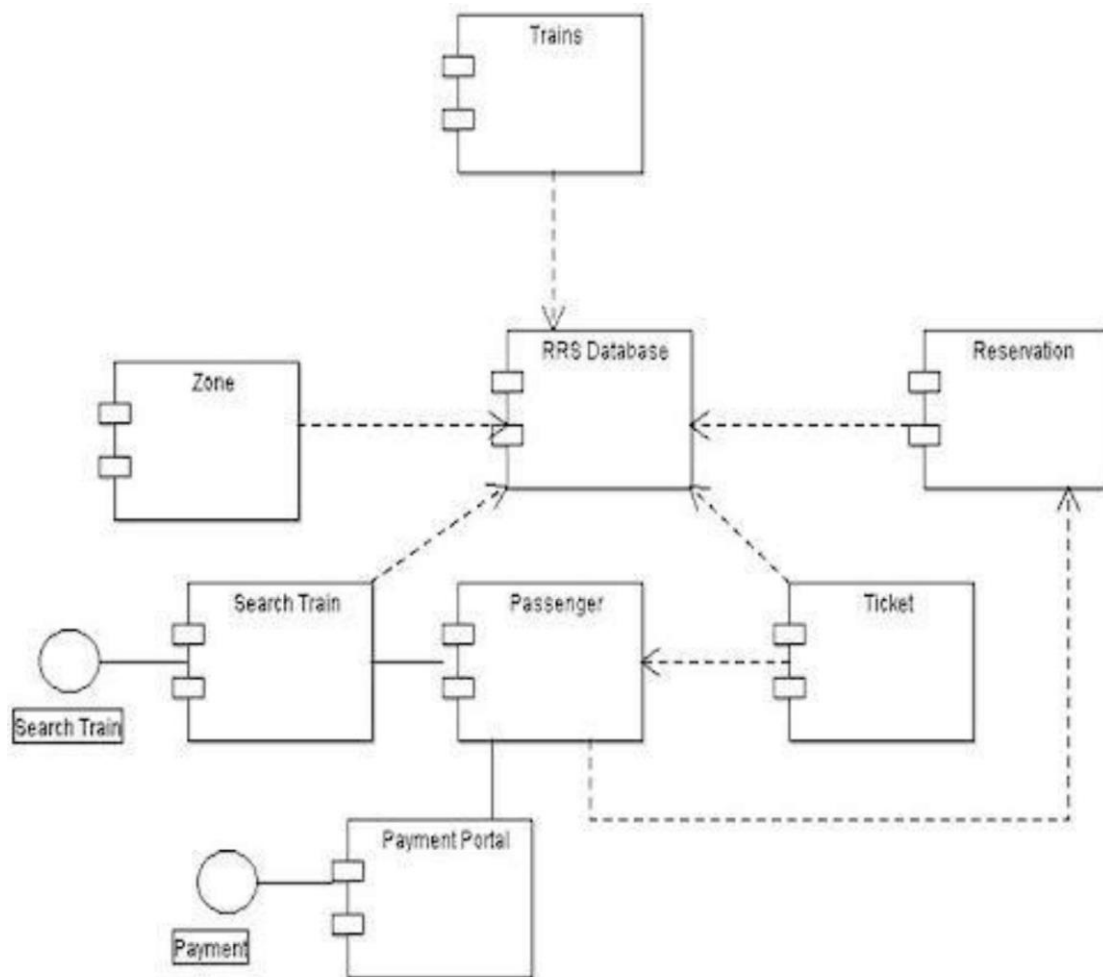 Trains
RRS Database
Reservation
Zone
Search Train
Passenger
Ticket
Search Train
Payment Portal
Payment